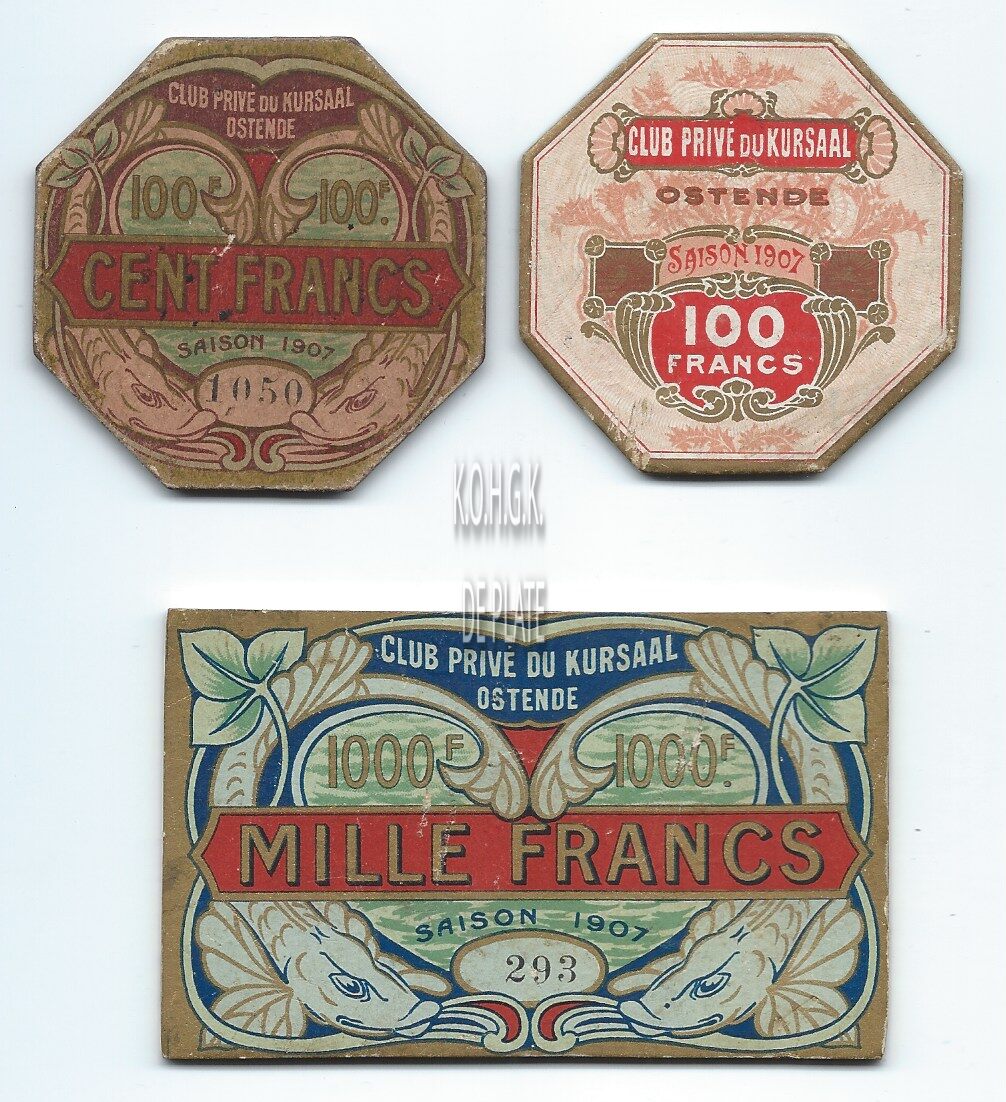 CLUB PRIVÉ DU KURSAAL
OSTENDE
100F 100F.
CENT FRANCS
SAISON 1907
1050
CLUB PRIVÉ DU KURSAAL
OSTENDE
SAISON 1907
100
FRANCS
K.O.H.G.K.
DE PLATE
CLUB PRIVÉ DU KURSAAL
OSTENDE
1000F 1000F.
MILLE FRANCS
SAISON 1907
293